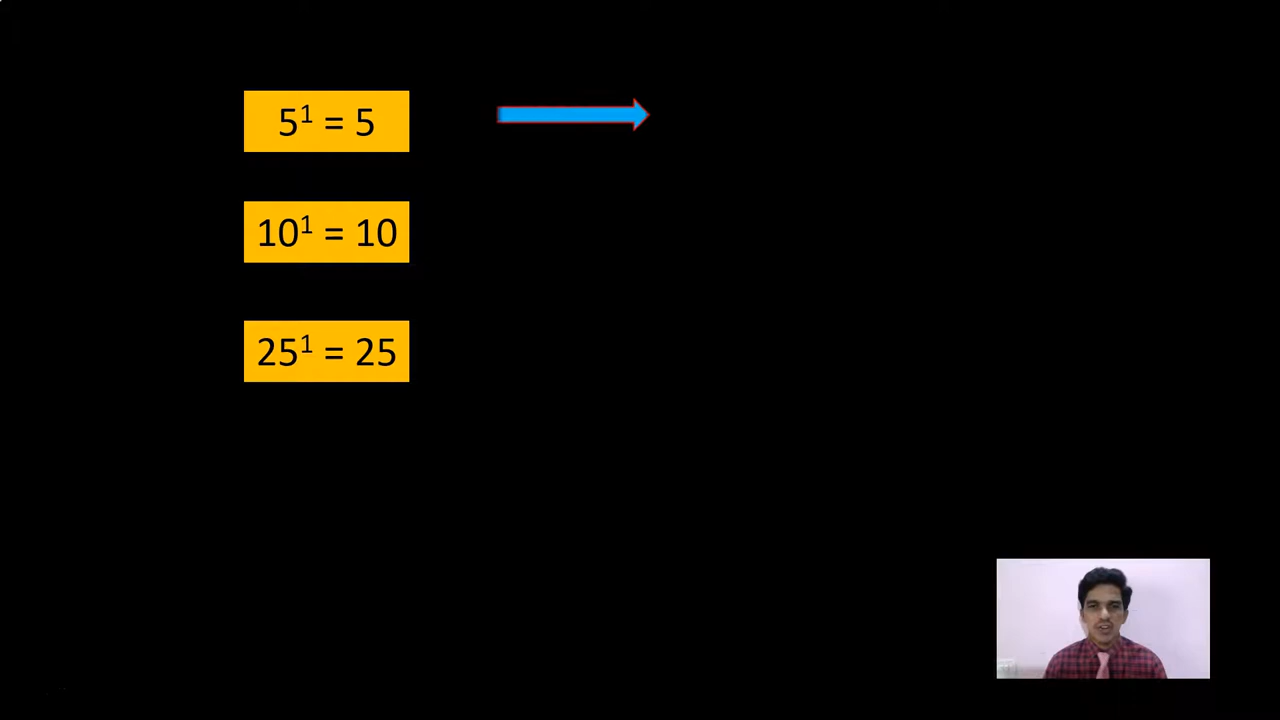 5¹ = 5
10¹ = 10
25¹ = 25